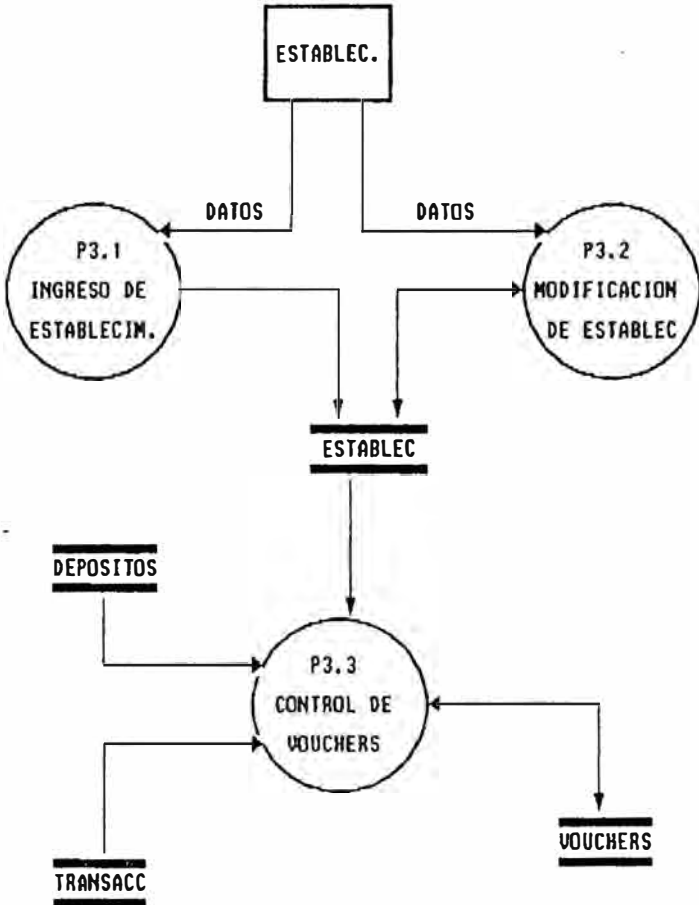 ESTABLEC.
DATOS
DATOS
P3.1
INGRESO DE
ESTABLECIM.
P3.2
MODIFICACION
DE ESTABLEC
ESTABLEC
DEPOSITOS
P3.3
CONTROL DE
VOUCHERS
VOUCHERS
TRANSACC